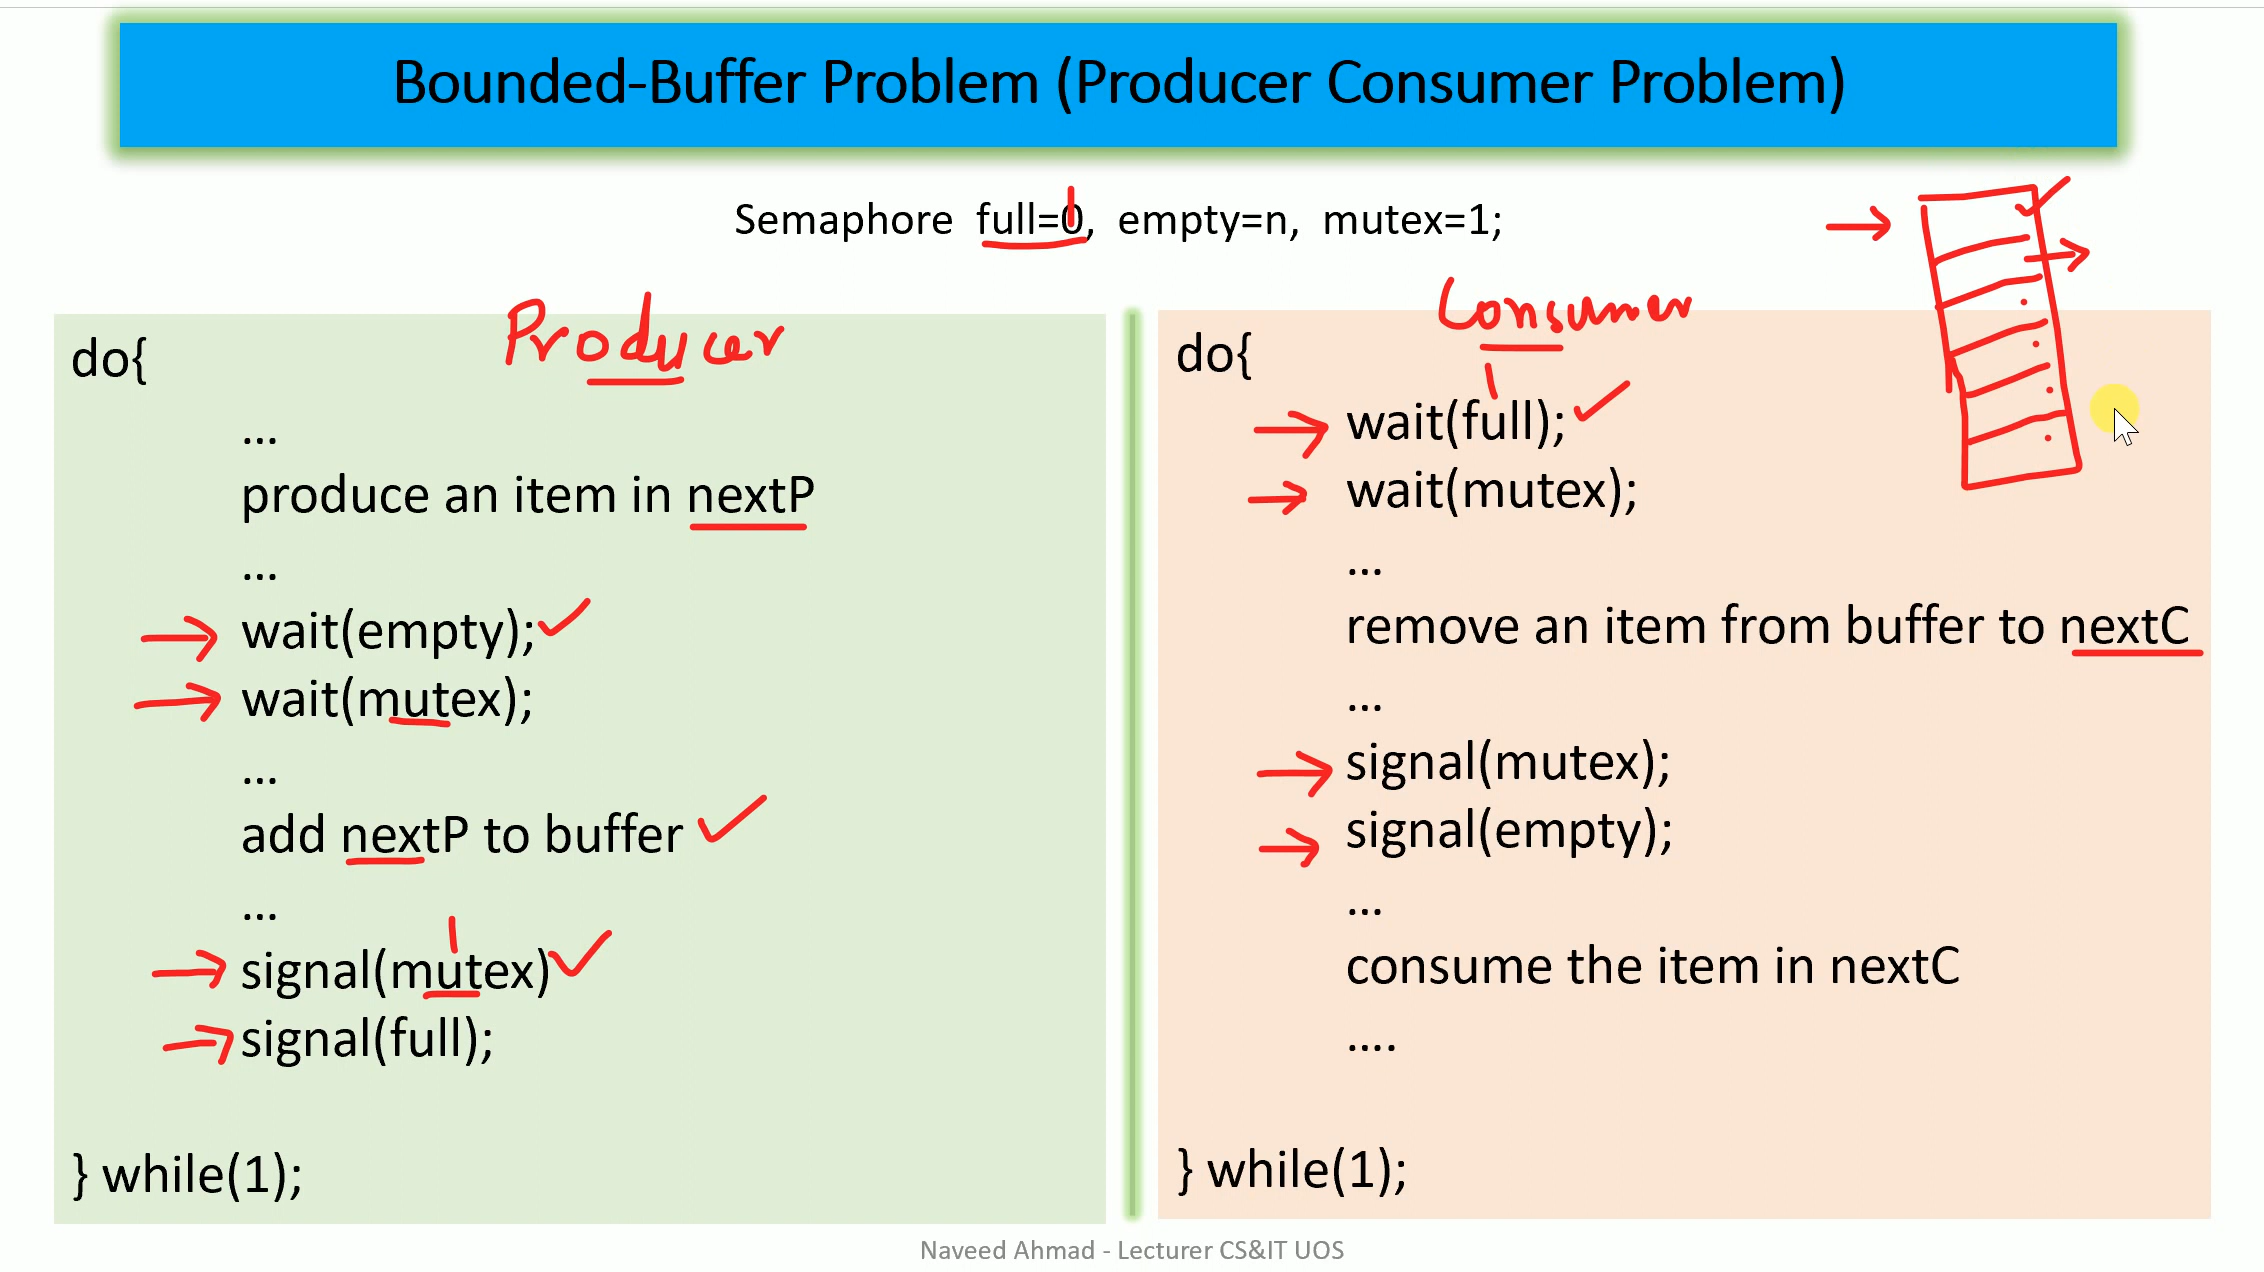 Bounded-Buffer Problem (Producer Consumer Problem)
Semaphore full=0, empty=n, mutex=1;
Producer
do{
...
produce an item in nextP
...
wait(empty);
wait(mutex);
...
add nextP to buffer
...
signal(mutex)
signal(full);
} while(1);
Consumer
do{
wait(full);
wait(mutex);
...
remove an item from buffer to nextC
...
signal(mutex);
signal(empty);
...
consume the item in nextC
....
} while(1);
Naveed Ahmad - Lecturer CS&IT UOS